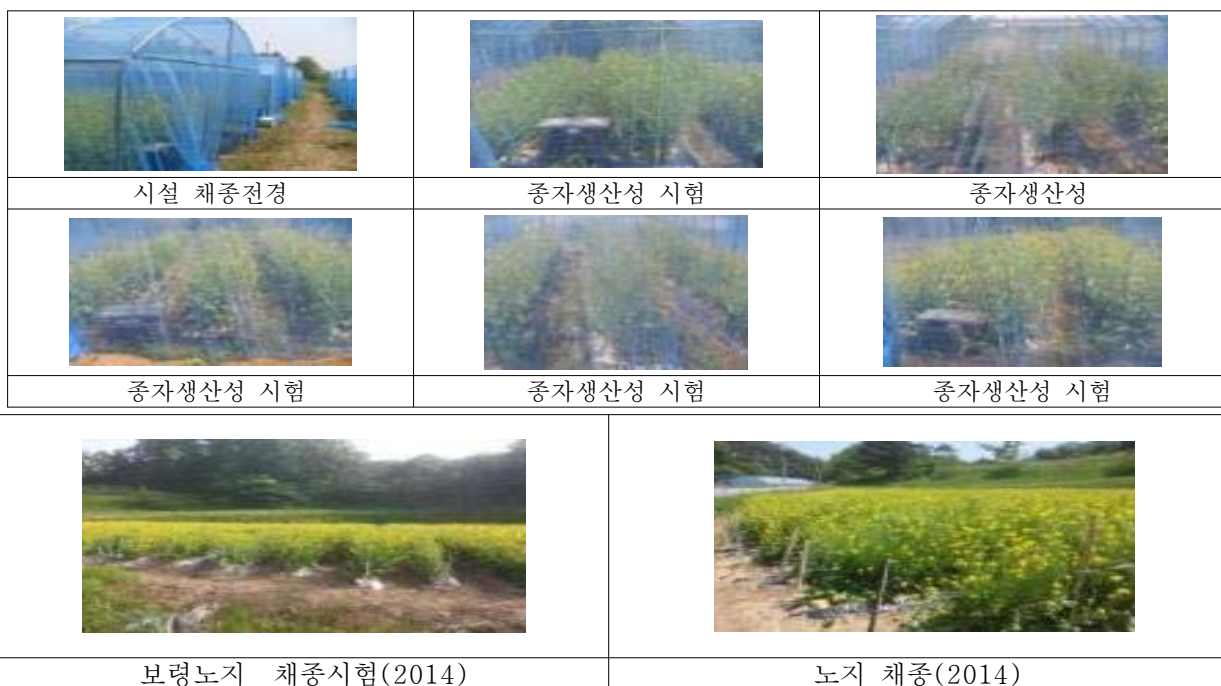 시설 채종전경
종자생산성 시험
종자생산성
종자생산성 시험
종자생산성 시험
종자생산성 시험
보령노지 채종시험(2014)
노지 채종(2014)